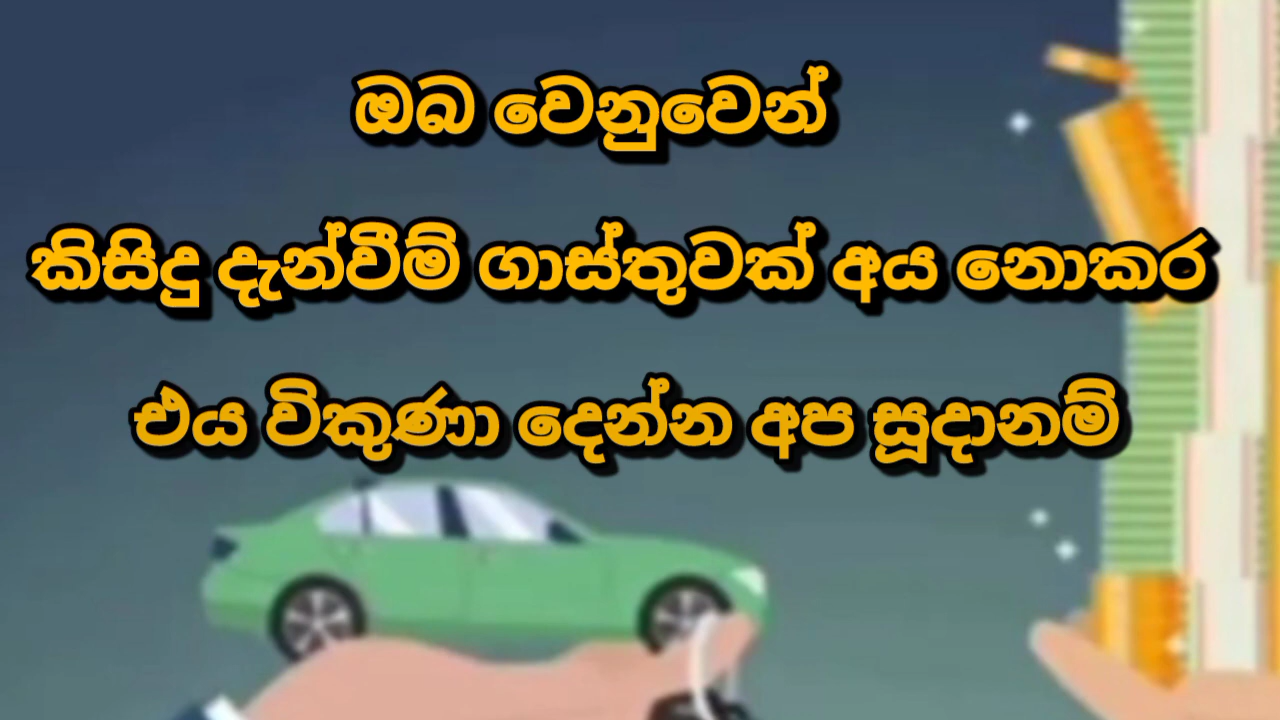 ඔබ වෙනුවෙන්
කිසිදු දැන්වීම් ගාස්තුවක් අය නොකර
එය විකුණා දෙන්න අප සූදානම්